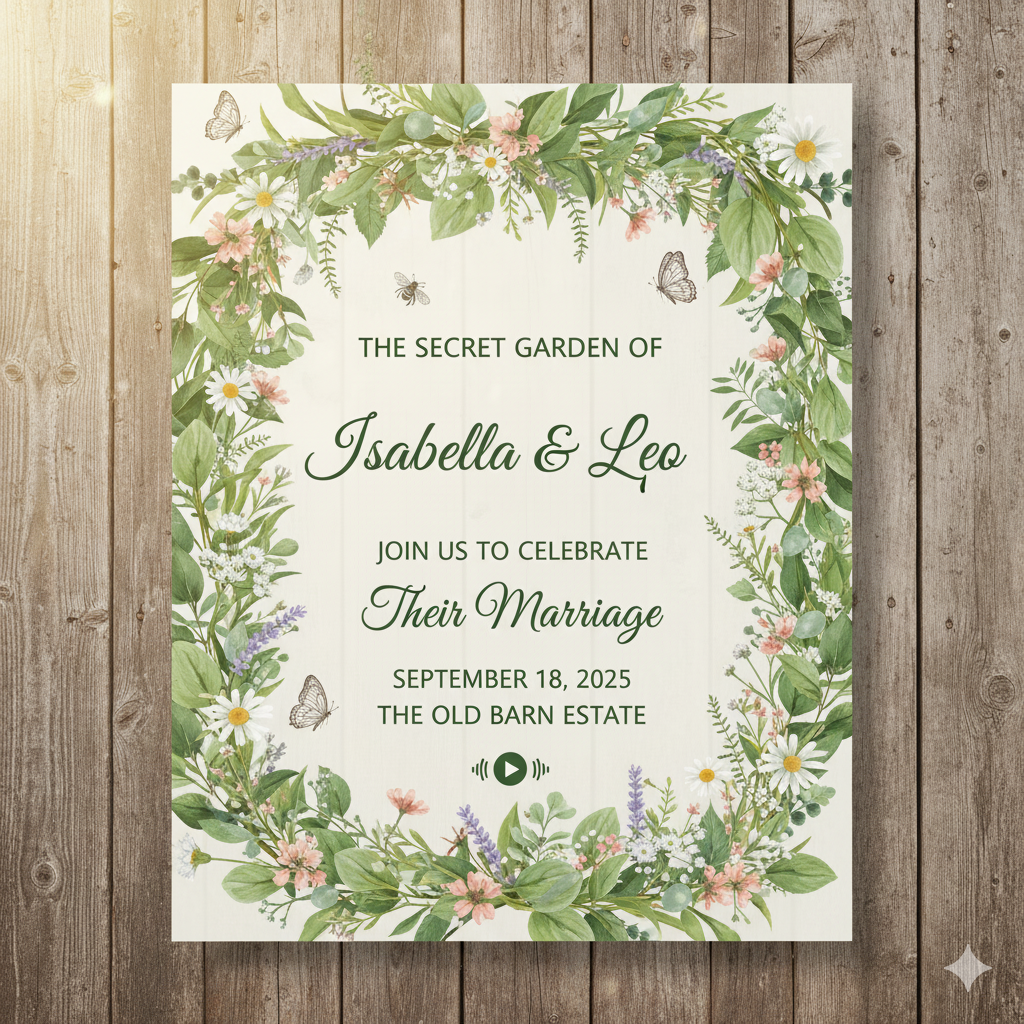 THE SECRET GARDEN OF
Isabella & Leo
JOIN US TO CELEBRATE
Their Marriage
SEPTEMBER 18, 2025
THE OLD BARN ESTATE